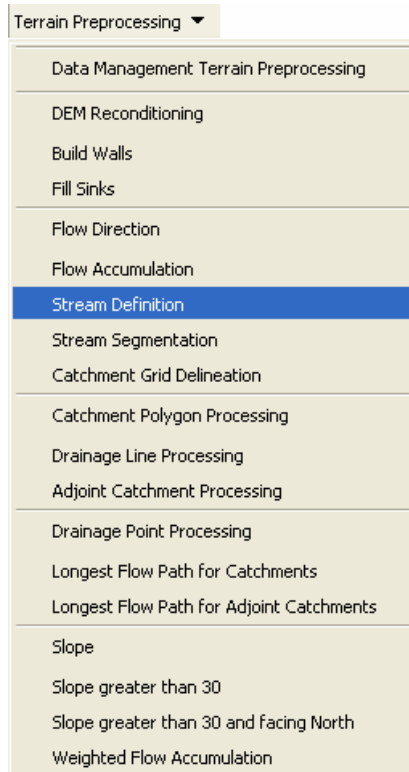 Terrain Preprocessing
Data Management Terrain Preprocessing
DEM Reconditioning
Build Walls
Fill Sinks
Flow Direction
Flow Accumulation
Stream Definition
Stream Segmentation
Catchment Grid Delineation
Catchment Polygon Processing
Drainage Line Processing
Adjoint Catchment Processing
Drainage Point Processing
Longest Flow Path for Catchments
Longest Flow Path for Adjoint Catchments
Slope
Slope greater than 30
Slope greater than 30 and facing North
Weighted Flow Accumulation